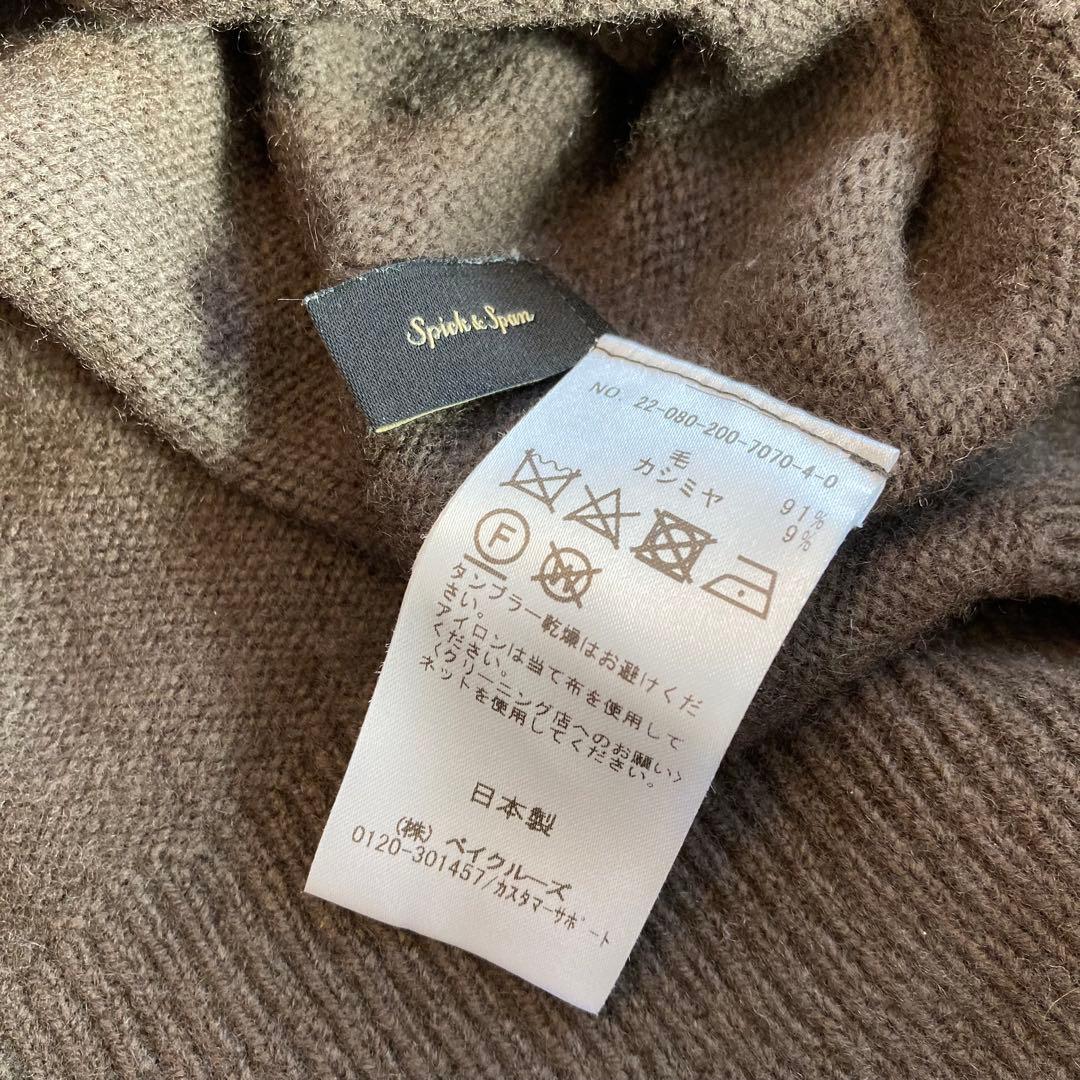 Spick & Span
NO. 22-080-200-7070-4-0
毛 91%
カシミヤ 9%
F
W
タンブラー乾燥はお避けくだ
さい。
アイロンは当て布を使用して
ください。
〈クリーニング店へのお願い〉
ネットを使用してください。
日本製
(株) ベイクルーズ
0120-301457/カスタマーサポート